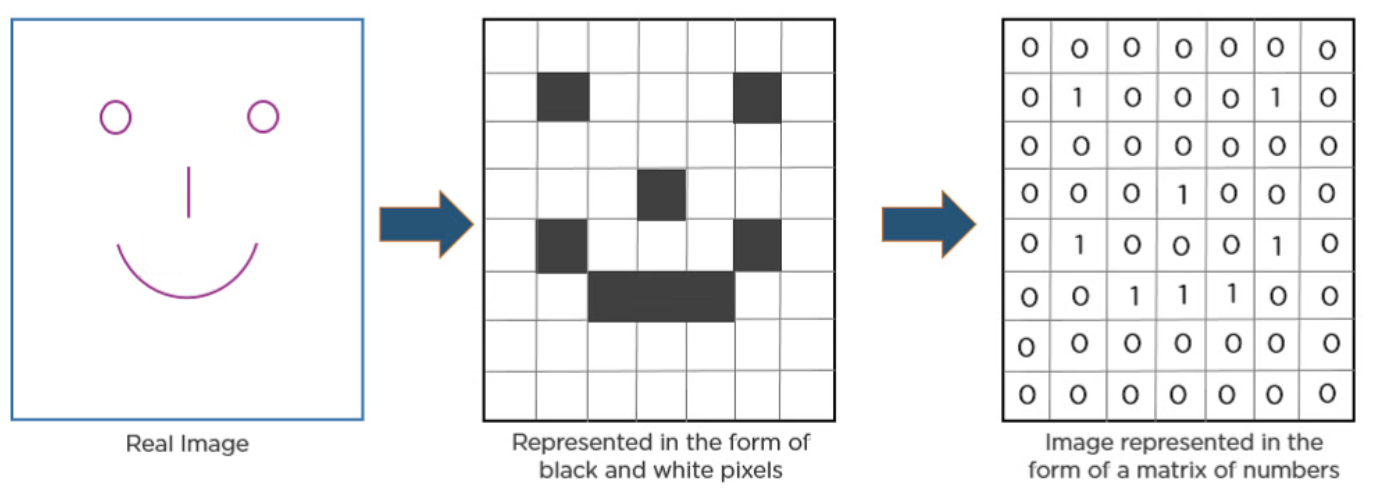 0 0 0 0 0 0 0
0 1 0 0 0 1 0
0 0 0 0 0 0 0
0 0 0 1 0 0 0
0 1 0 0 0 1 0
0 0 1 1 1 0 0
0 0 0 0 0 0 0
0 0 0 0 0 0 0
Real Image
Represented in the form of
black and white pixels
Image represented in the
form of a matrix of numbers